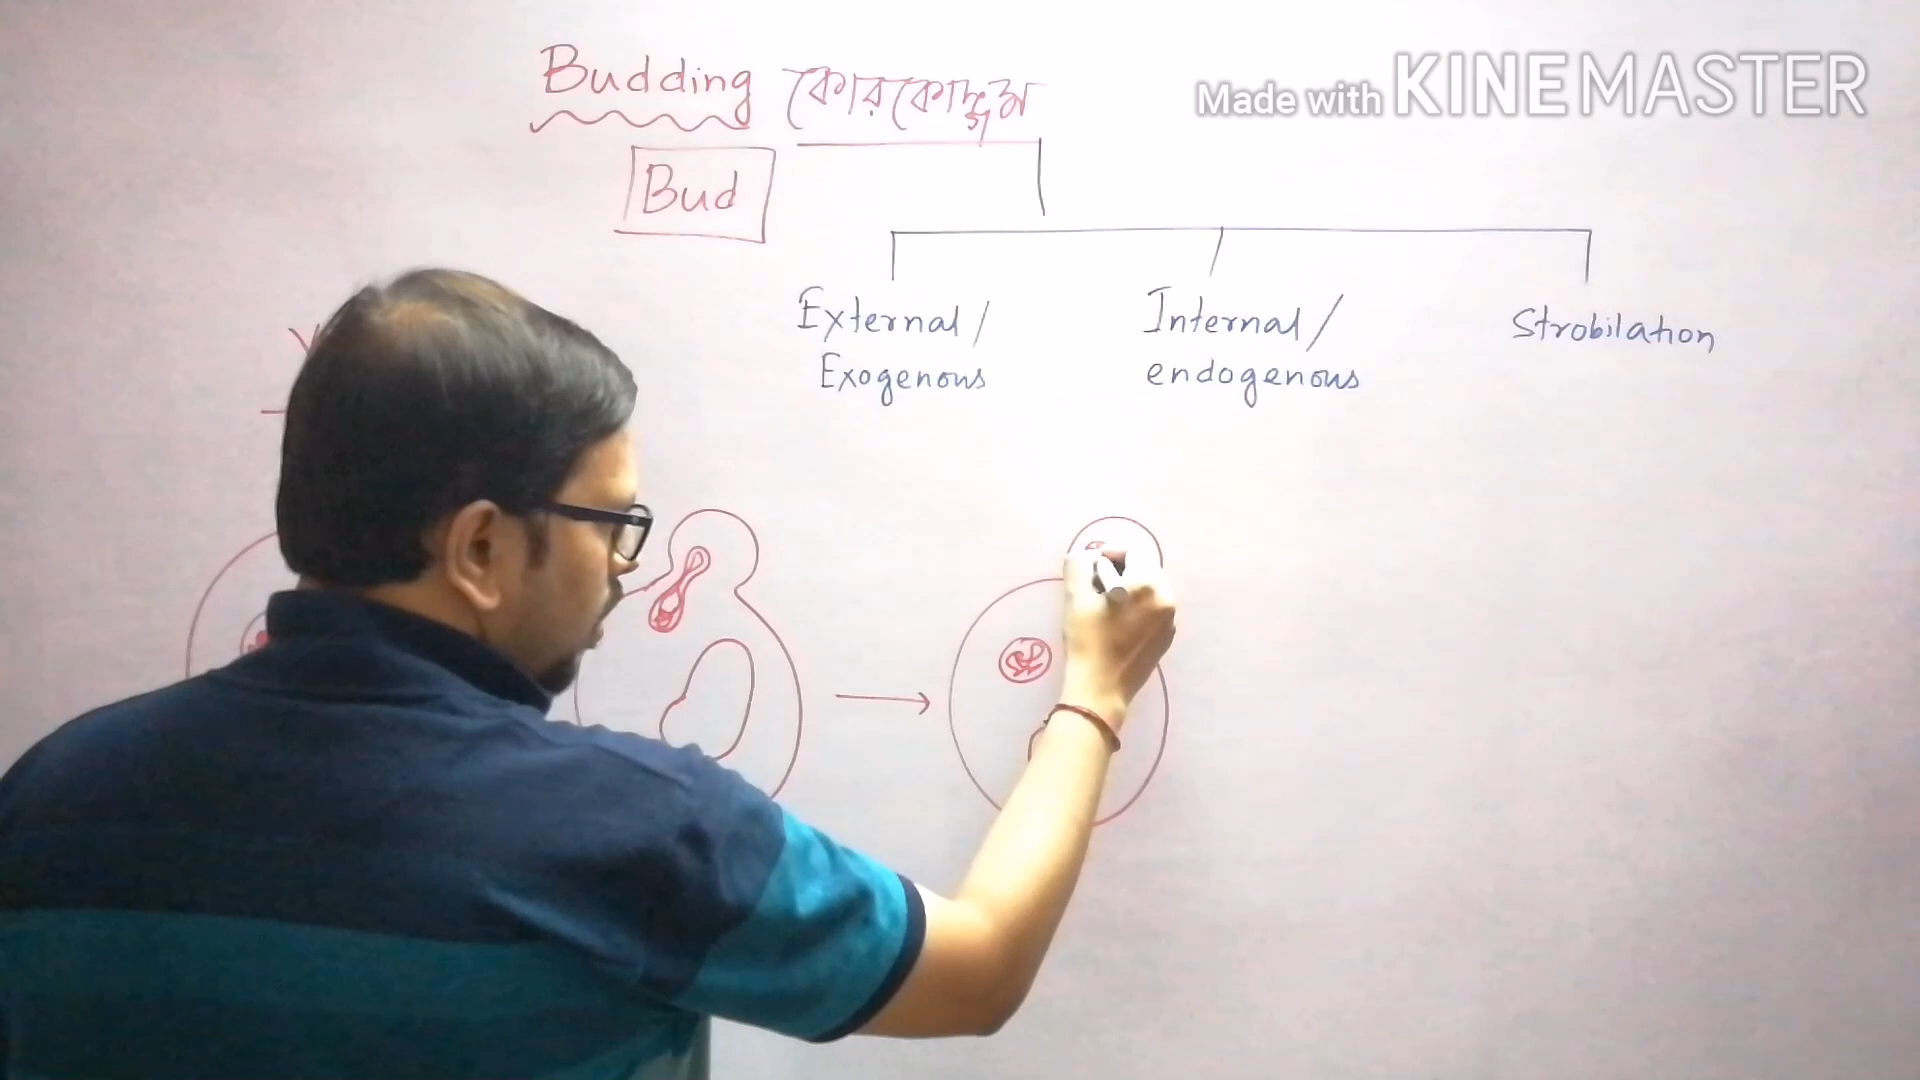 Budding কোরকোদ্গম
Made with KINEMASTER
Bud
External / Internal / Strobilation
Exogenous endogenous